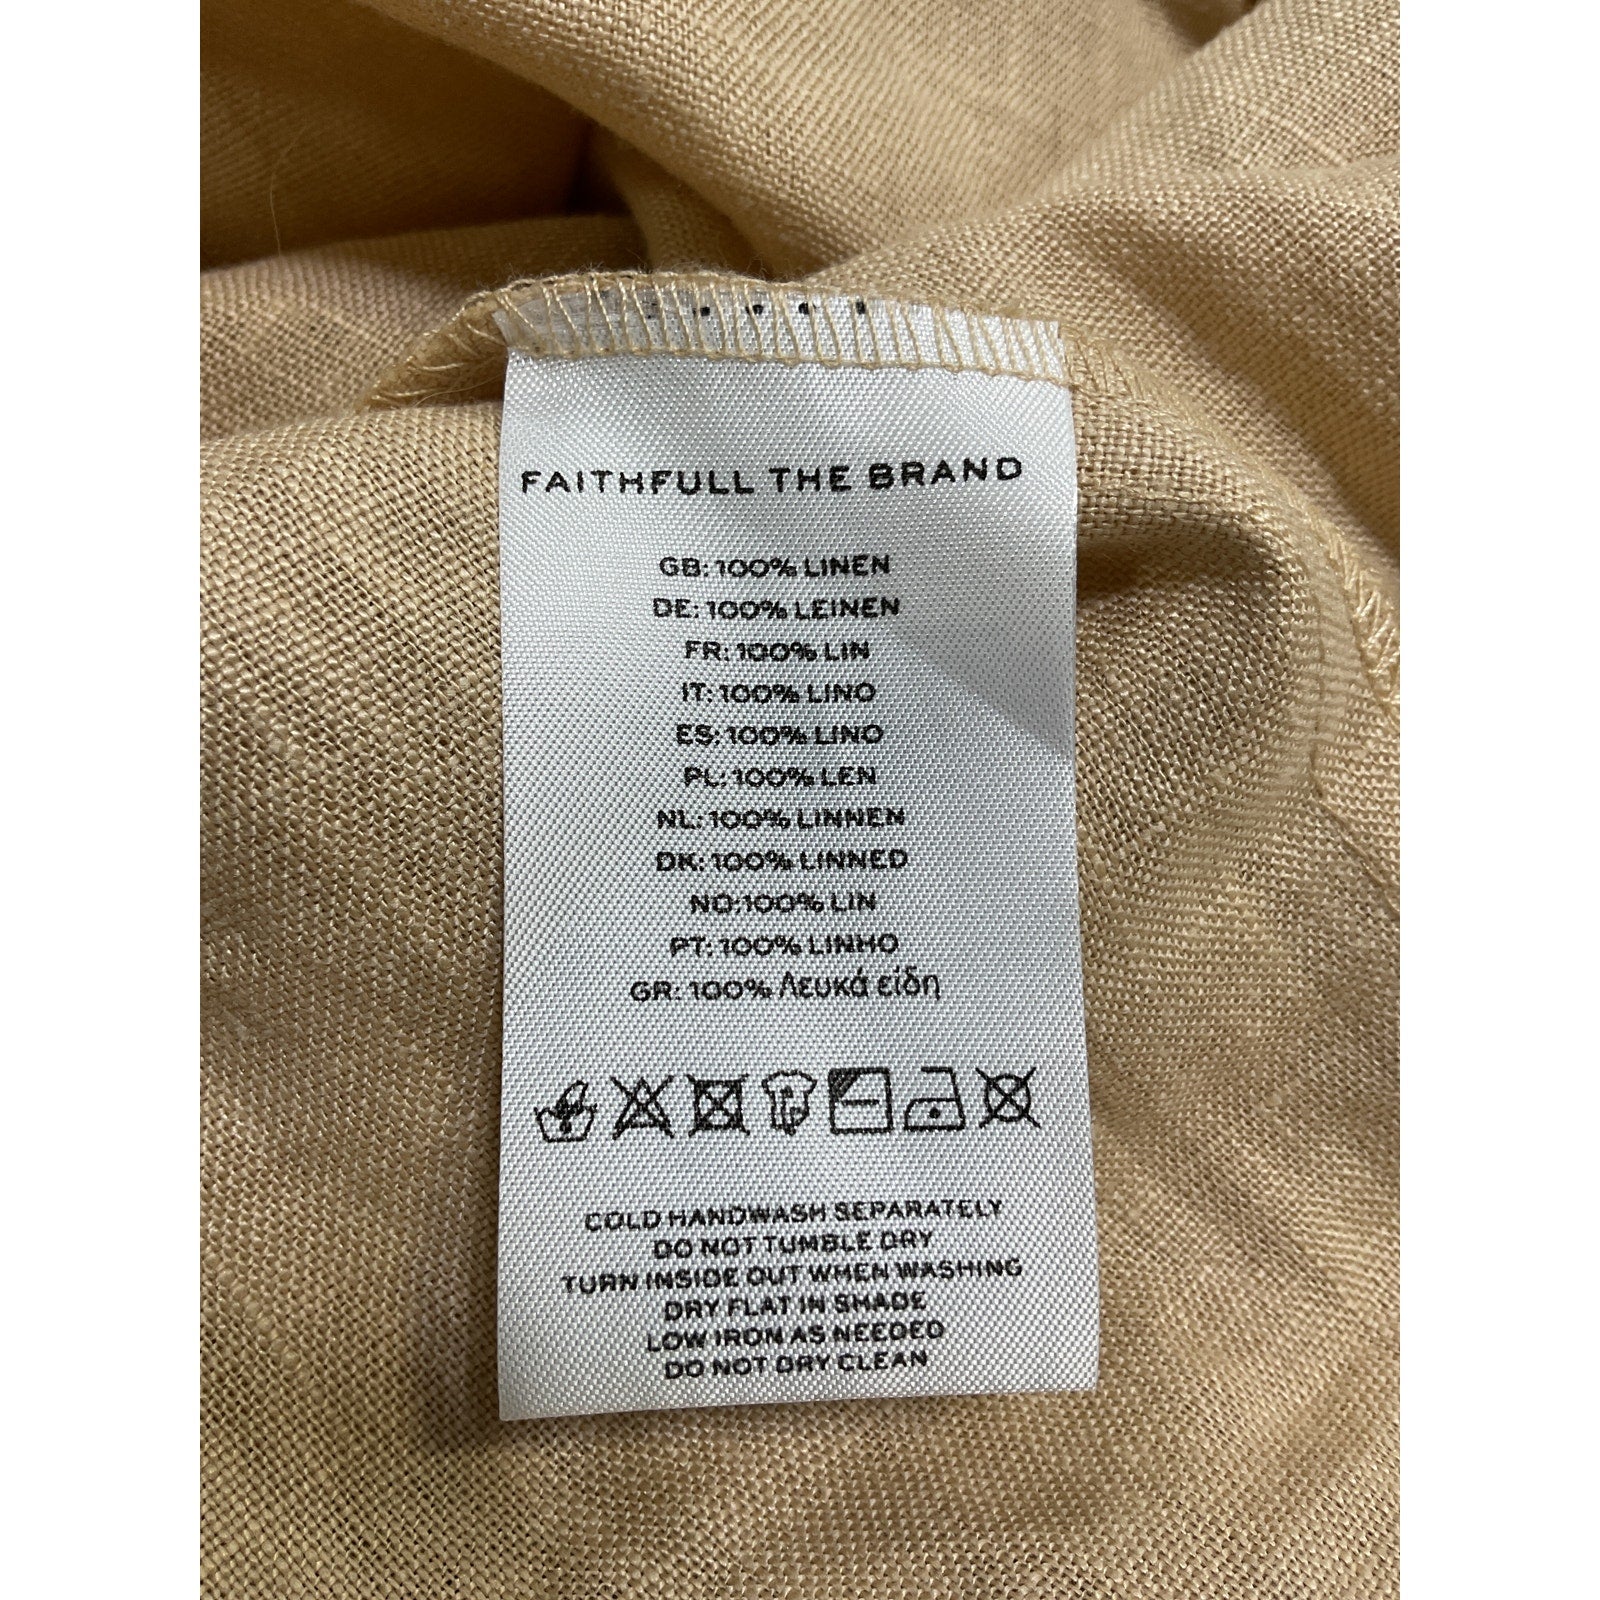 FAITHFULL THE BRAND
GB: 100% LINEN
DE: 100% LEINEN
FR: 100% LIN
IT: 100% LINO
ES: 100% LINO
PL: 100% LEN
NL: 100% LINNEN
DK: 100% LINNED
NO: 100% LIN
PT: 100% LINHO
GR: 100% Λευκά είδη
COLD HANDWASH SEPARATELY
DO NOT TUMBLE DRY
TURN INSIDE OUT WHEN WASHING
DRY FLAT IN SHADE
LOW IRON AS NEEDED
DO NOT DRY CLEAN